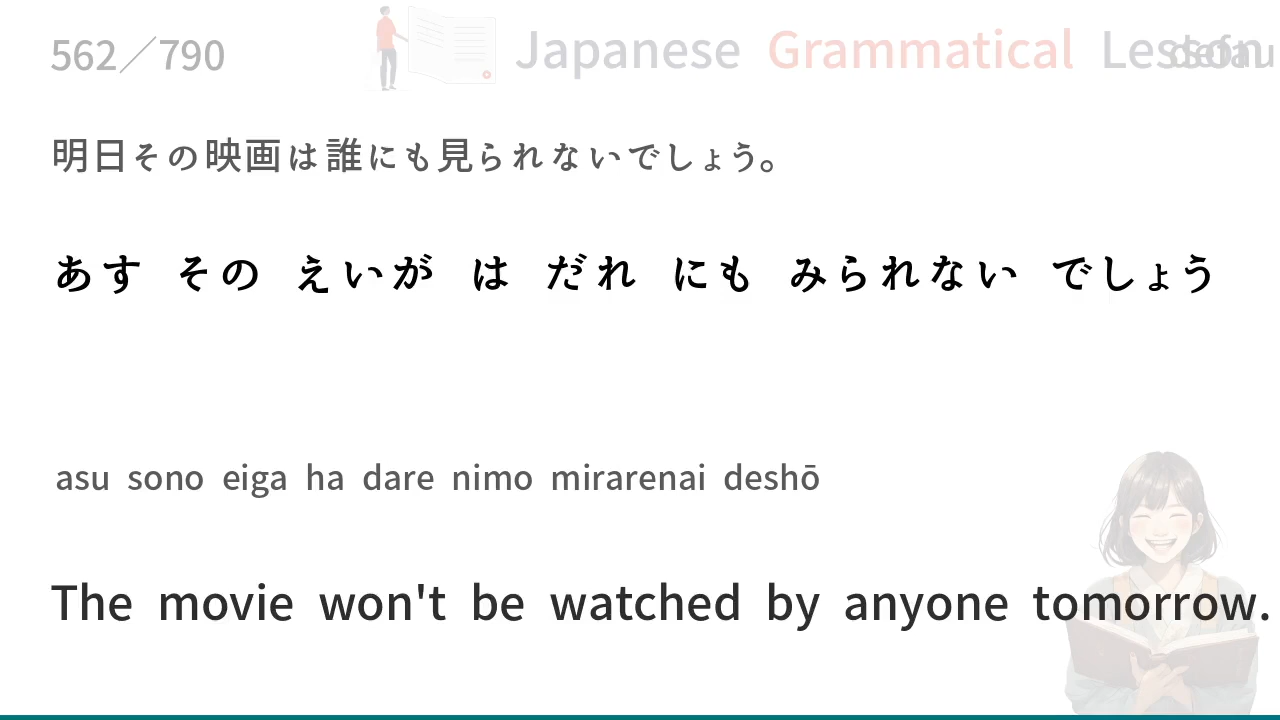 562／790
Japanese Grammatical Lesson
明日その映画は誰にも見られないでしょう。
あす その えいが は だれ にも みられない でしょう
asu sono eiga ha dare nimo mirarenai deshō
The movie won't be watched by anyone tomorrow.